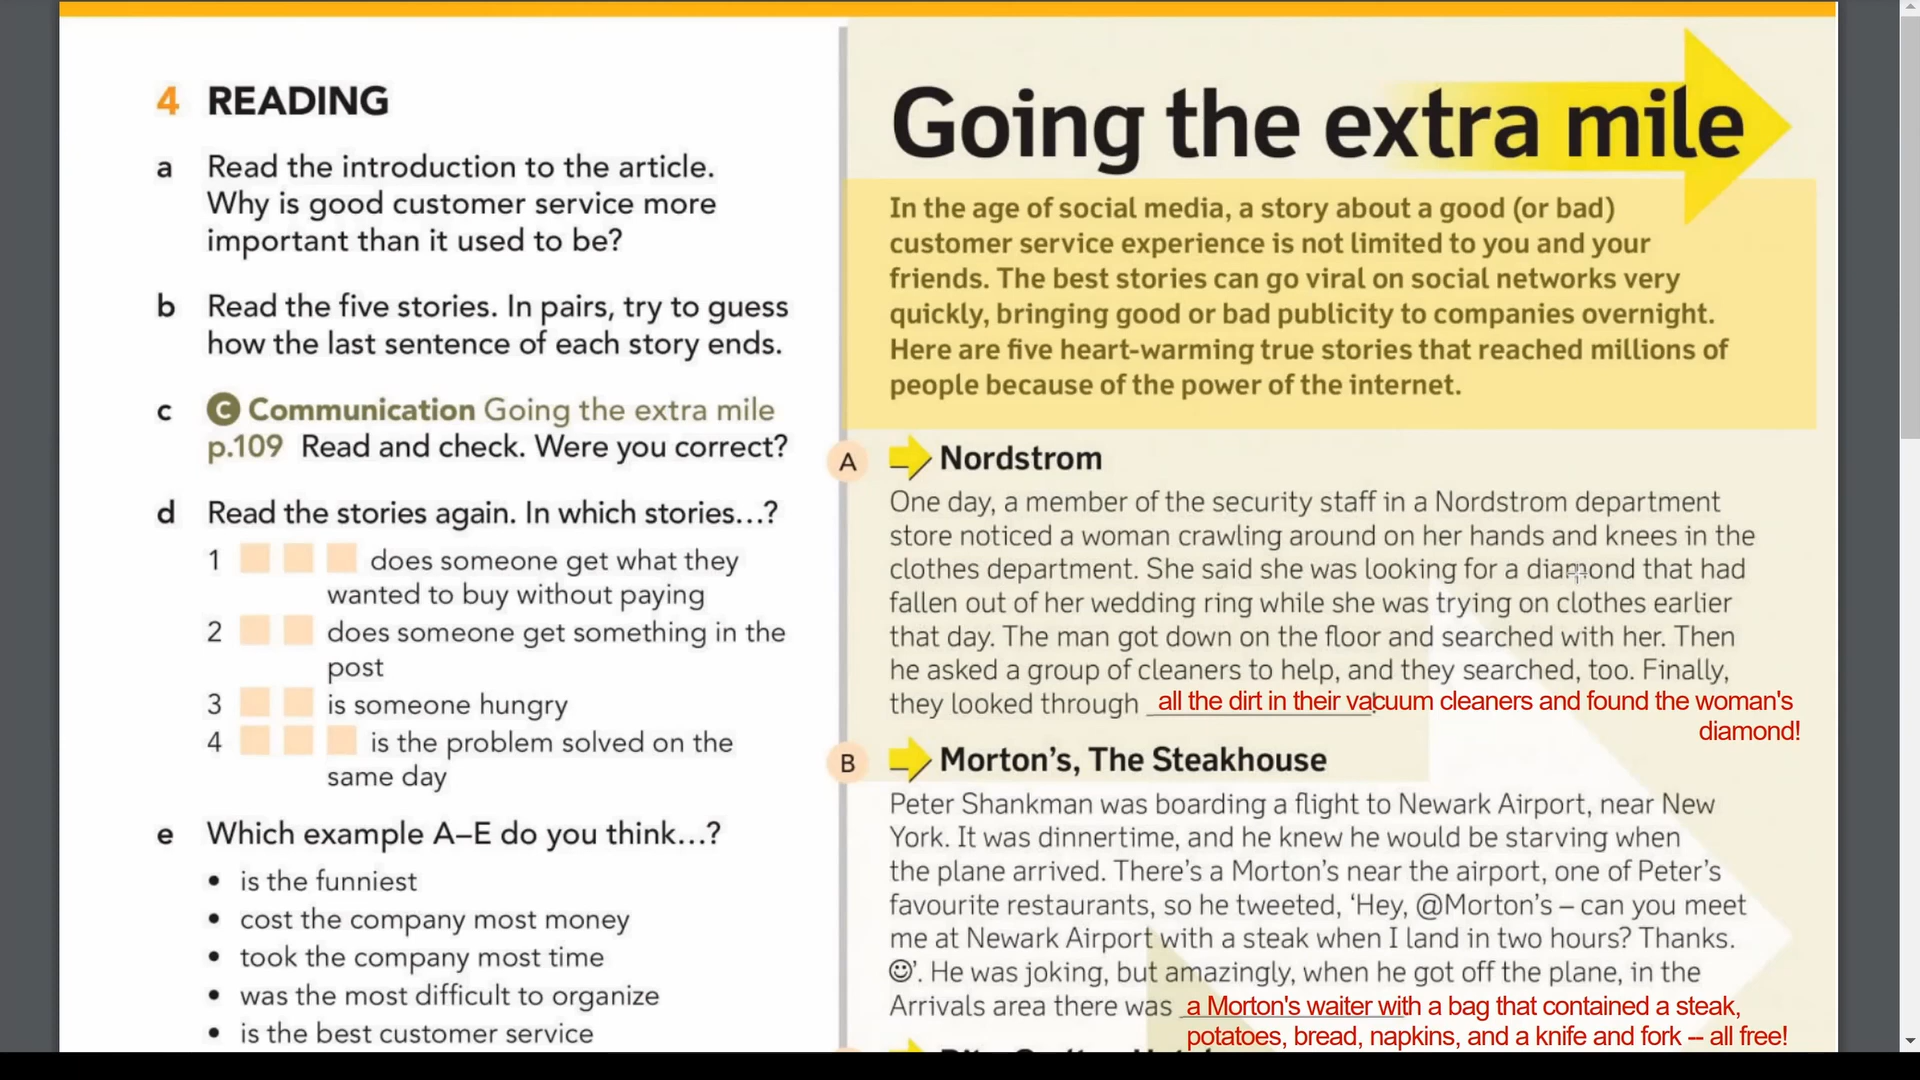 4 READING
a Read the introduction to the article.
Why is good customer service more
important than it used to be?
b Read the five stories. In pairs, try to guess
how the last sentence of each story ends.
c C Communication Going the extra mile
p.109 Read and check. Were you correct?
d Read the stories again. In which stories…?
1 does someone get what they
wanted to buy without paying
2 does someone get something in the
post
3 is someone hungry
4 is the problem solved on the
same day
e Which example A–E do you think…?
• is the funniest
• cost the company most money
• took the company most time
• was the most difficult to organize
• is the best customer service
Going the extra mile
In the age of social media, a story about a good (or bad)
customer service experience is not limited to you and your
friends. The best stories can go viral on social networks very
quickly, bringing good or bad publicity to companies overnight.
Here are five heart-warming true stories that reached millions of
people because of the power of the internet.
A Nordstrom
One day, a member of the security staff in a Nordstrom department
store noticed a woman crawling around on her hands and knees in the
clothes department. She said she was looking for a diamond that had
fallen out of her wedding ring while she was trying on clothes earlier
that day. The man got down on the floor and searched with her. Then
he asked a group of cleaners to help, and they searched, too. Finally,
they looked through all the dirt in their vacuum cleaners and found the woman's
diamond!
B Morton's, The Steakhouse
Peter Shankman was boarding a flight to Newark Airport, near New
York. It was dinnertime, and he knew he would be starving when
the plane arrived. There's a Morton's near the airport, one of Peter's
favourite restaurants, so he tweeted, 'Hey, @Morton's – can you meet
me at Newark Airport with a steak when I land in two hours? Thanks.
☺'. He was joking, but amazingly, when he got off the plane, in the
Arrivals area there was a Morton's waiter with a bag that contained a steak,
potatoes, bread, napkins, and a knife and fork -- all free!